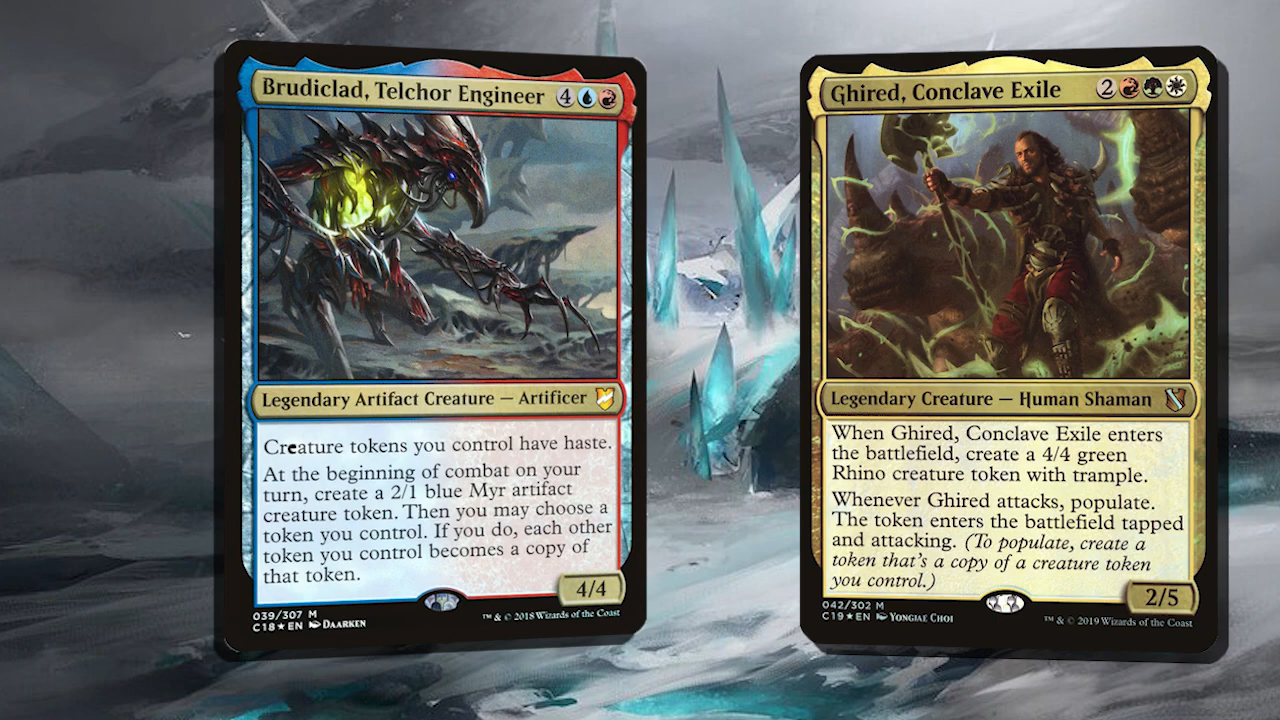 Brudiclad, Telchor Engineer 4
Legendary Artifact Creature — Artificer
Creature tokens you control have haste.
At the beginning of combat on your
turn, create a 2/1 blue Myr artifact
creature token. Then you may choose a
token you control. If you do, each other
token you control becomes a copy of
that token.
4/4
039/307 M
C18★EN DAARKEN
™ & © 2018 Wizards of the Coast
Ghired, Conclave Exile 2
Legendary Creature — Human Shaman
When Ghired, Conclave Exile enters
the battlefield, create a 4/4 green
Rhino creature token with trample.
Whenever Ghired attacks, populate.
The token enters the battlefield tapped
and attacking. (To populate, create a
token that's a copy of a creature token
you control.)
2/5
042/302 M
C19★EN YONGJAE CHOI
™ & © 2019 Wizards of the Coast